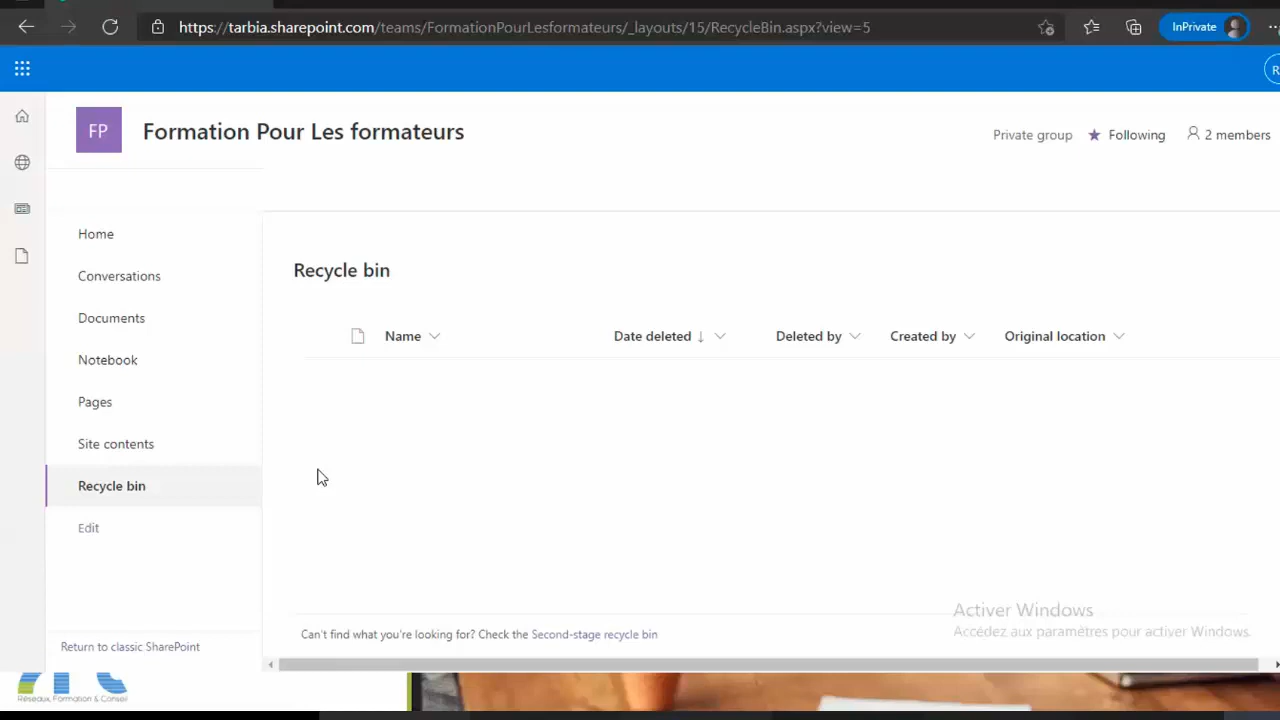 https://tarbia.sharepoint.com/teams/FormationPourLesformateurs/_layouts/15/RecycleBin.aspx?view=5
InPrivate
R
FP
Formation Pour Les formateurs
Private group
Following
2 members
Home
Conversations
Documents
Notebook
Pages
Site contents
Recycle bin
Edit
Return to classic SharePoint
Recycle bin
Name
Date deleted
Deleted by
Created by
Original location
Can't find what you're looking for? Check the Second-stage recycle bin
Activer Windows
Accédez aux paramètres pour activer Windows.
Réseaux, Formation & Conseil